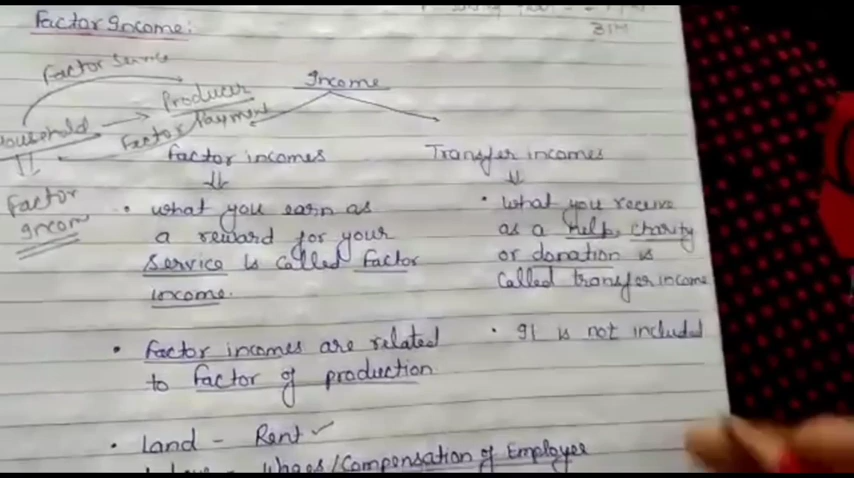 Factor Income:
Factor Service
Income
Producer
Household
Factor Payment
Factor incomes
Transfer incomes
Factor
Incom
• what you earn as
a reward for your
service is called Factor
income.
• what you receive
as a help, charity
or donation is
called transfer income
• Factor incomes are related
to factor of production
• It is not included
• Land - Rent ✓
Wages / Compensation of Employee